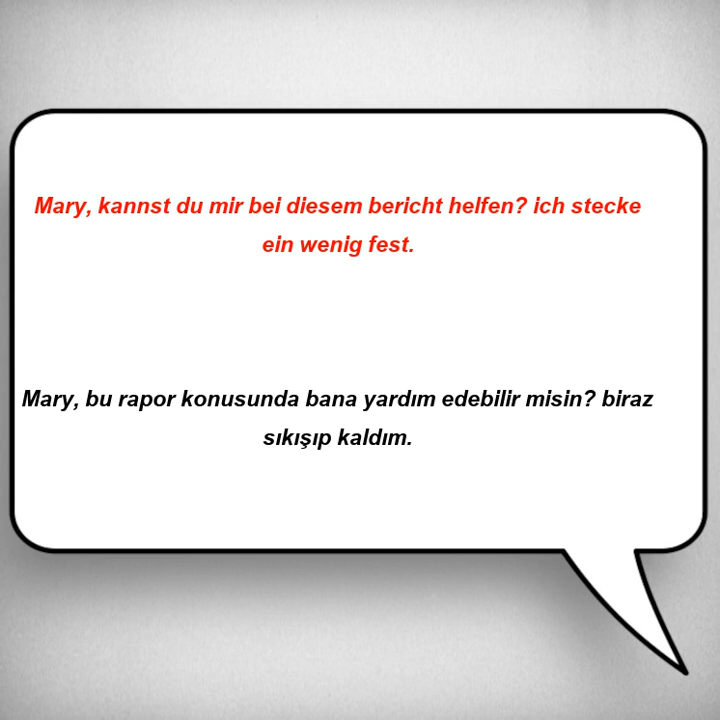 Mary, kannst du mir bei diesem bericht helfen? ich stecke
ein wenig fest.
Mary, bu rapor konusunda bana yardım edebilir misin? biraz
sıkışıp kaldım.